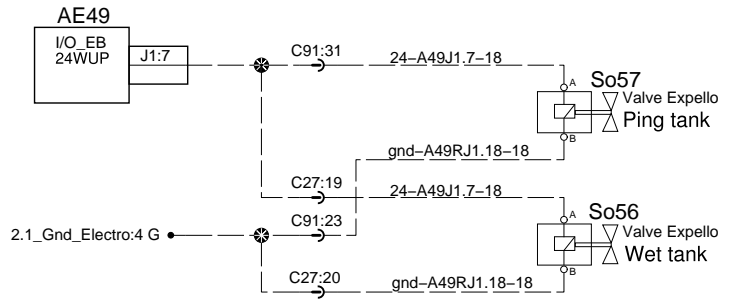 AE49
I/O_EB
24WUP
J1:7
C91:31
24–A49J1.7–18
A
So57
Valve Expello
Ping tank
B
gnd–A49RJ1.18–18
C27:19
24–A49J1.7–18
C91:23
2.1_Gnd_Electro:4 G
A
So56
Valve Expello
Wet tank
B
C27:20
gnd–A49RJ1.18–18